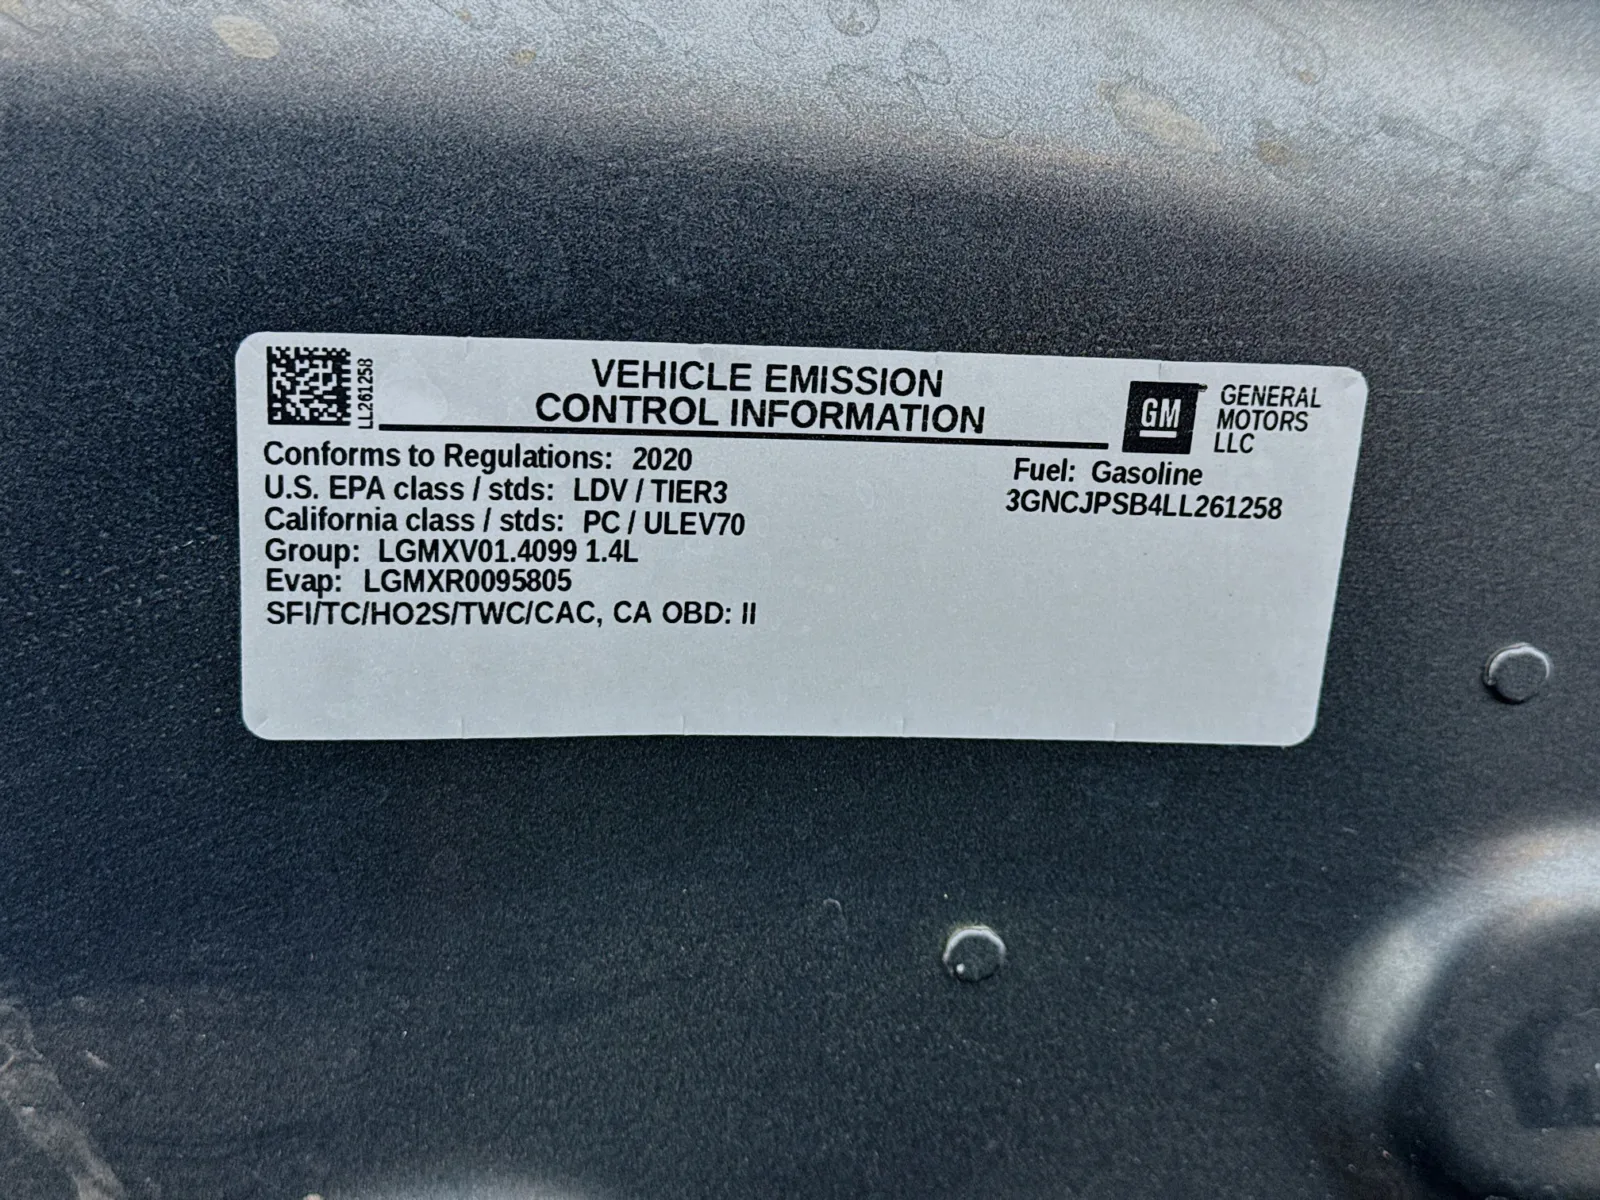 LL261258
VEHICLE EMISSION
CONTROL INFORMATION
GM
GENERAL
MOTORS
LLC
Conforms to Regulations: 2020
U.S. EPA class / stds: LDV / TIER3
California class / stds: PC / ULEV70
Group: LGMXV01.4099 1.4L
Evap: LGMXR0095805
SFI/TC/HO2S/TWC/CAC, CA OBD: II
Fuel: Gasoline
3GNCJPSB4LL261258